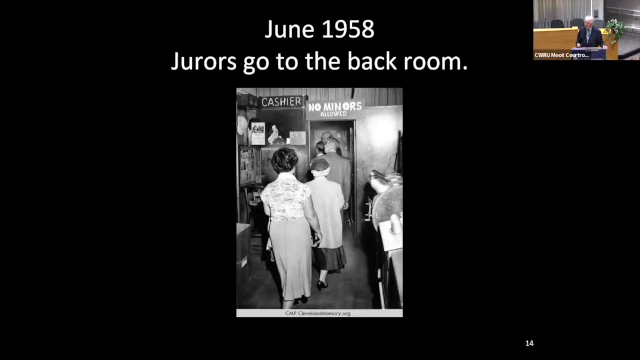 June 1958
Jurors go to the back room.
CWRU Moot Courtro...
CASHIER
NO MINORS
ALLOWED
CMP ClevelandMemory.org
14